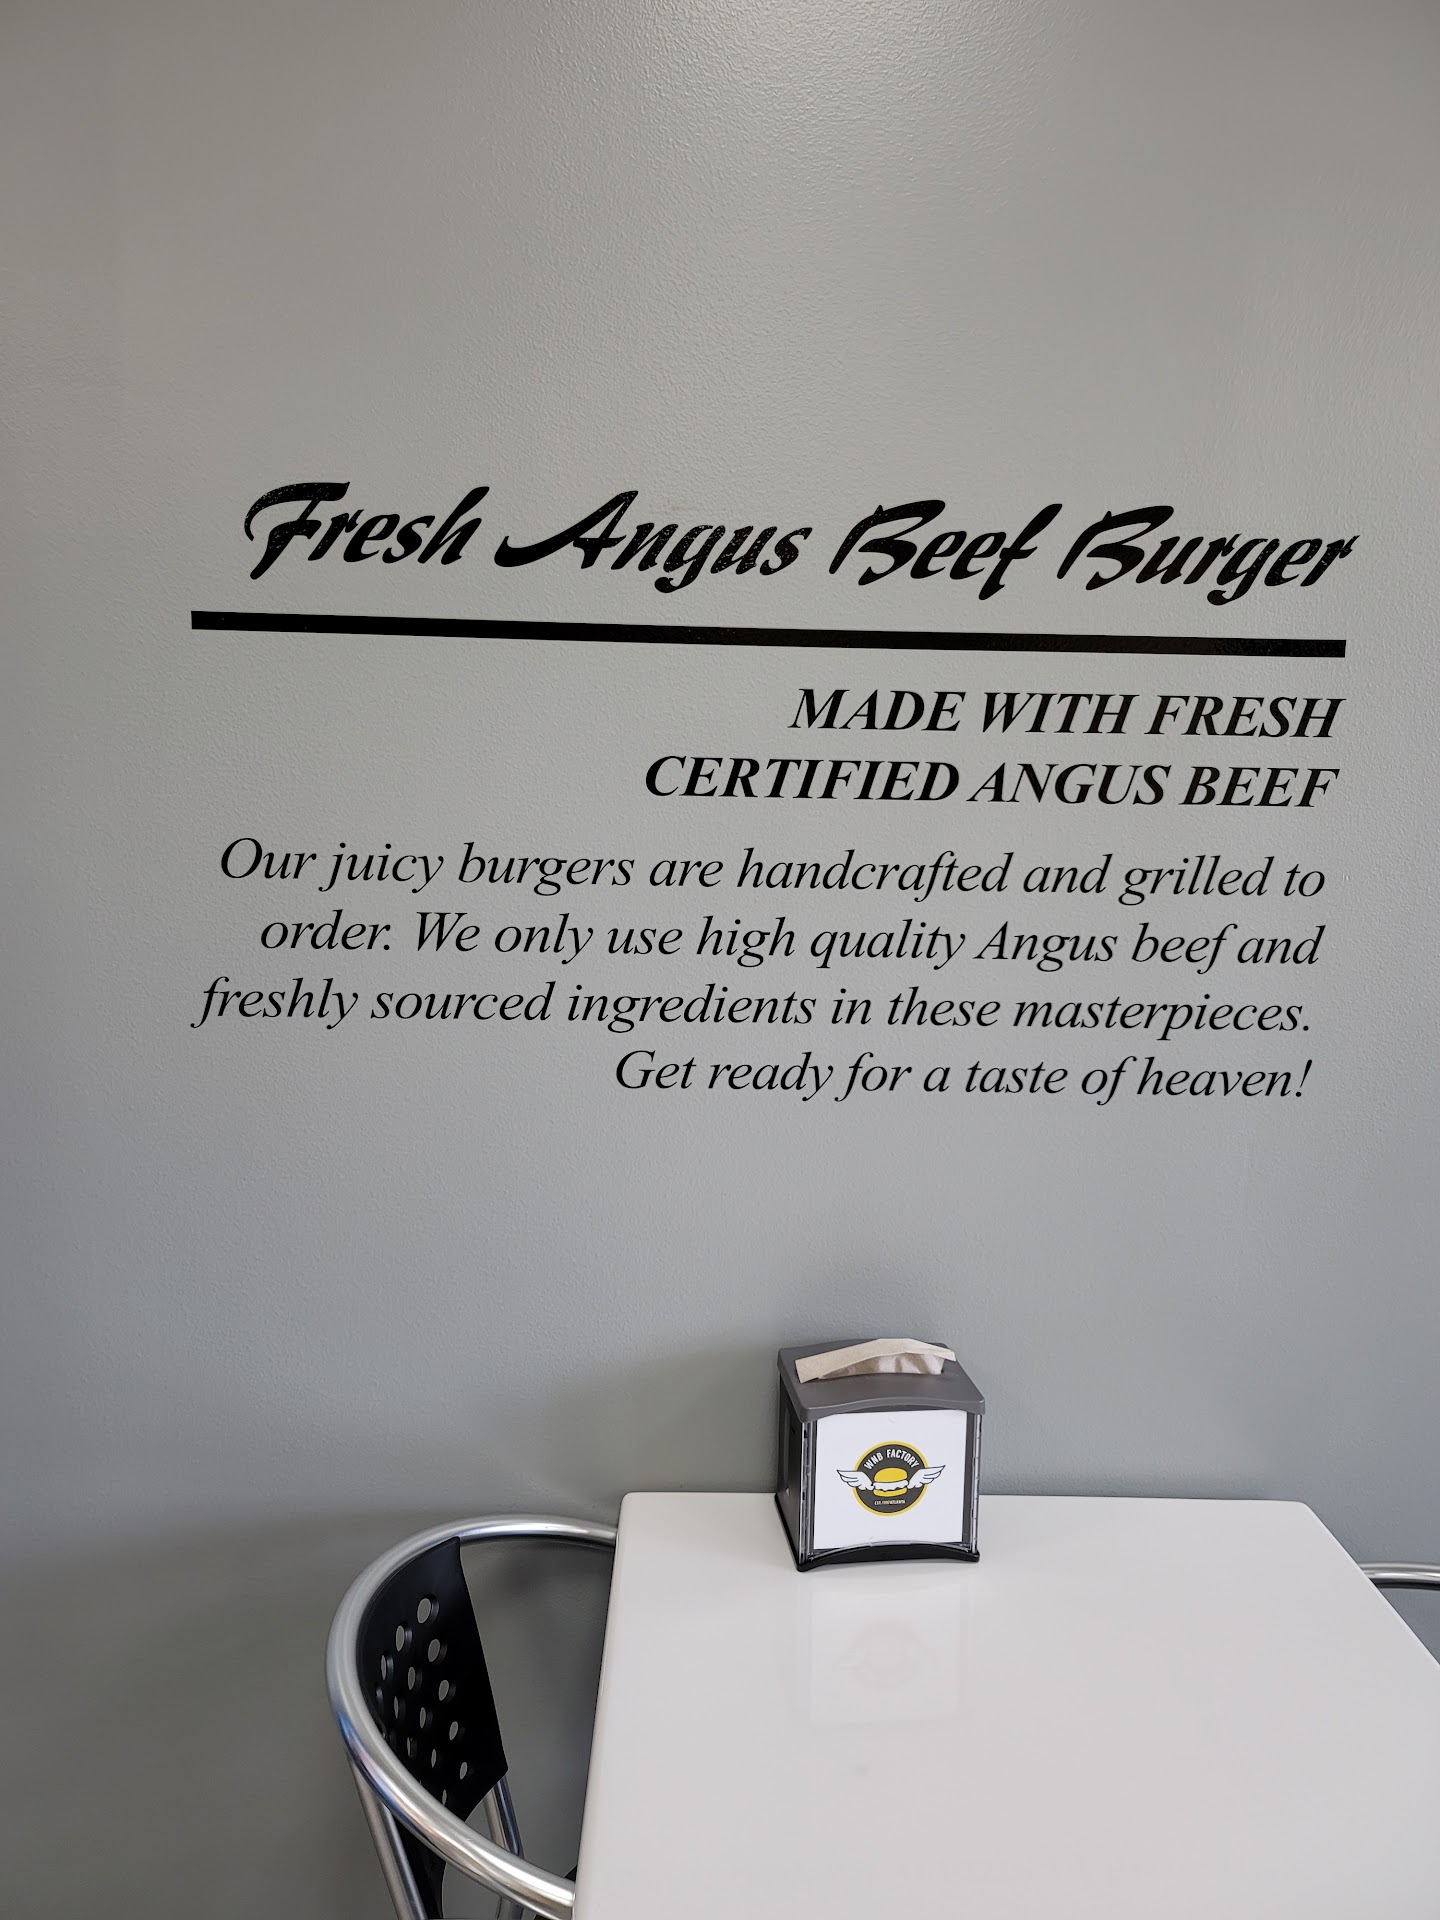 Fresh Angus Beef Burger
MADE WITH FRESH
CERTIFIED ANGUS BEEF
Our juicy burgers are handcrafted and grilled to
order. We only use high quality Angus beef and
freshly sourced ingredients in these masterpieces.
Get ready for a taste of heaven!
WNB FACTORY